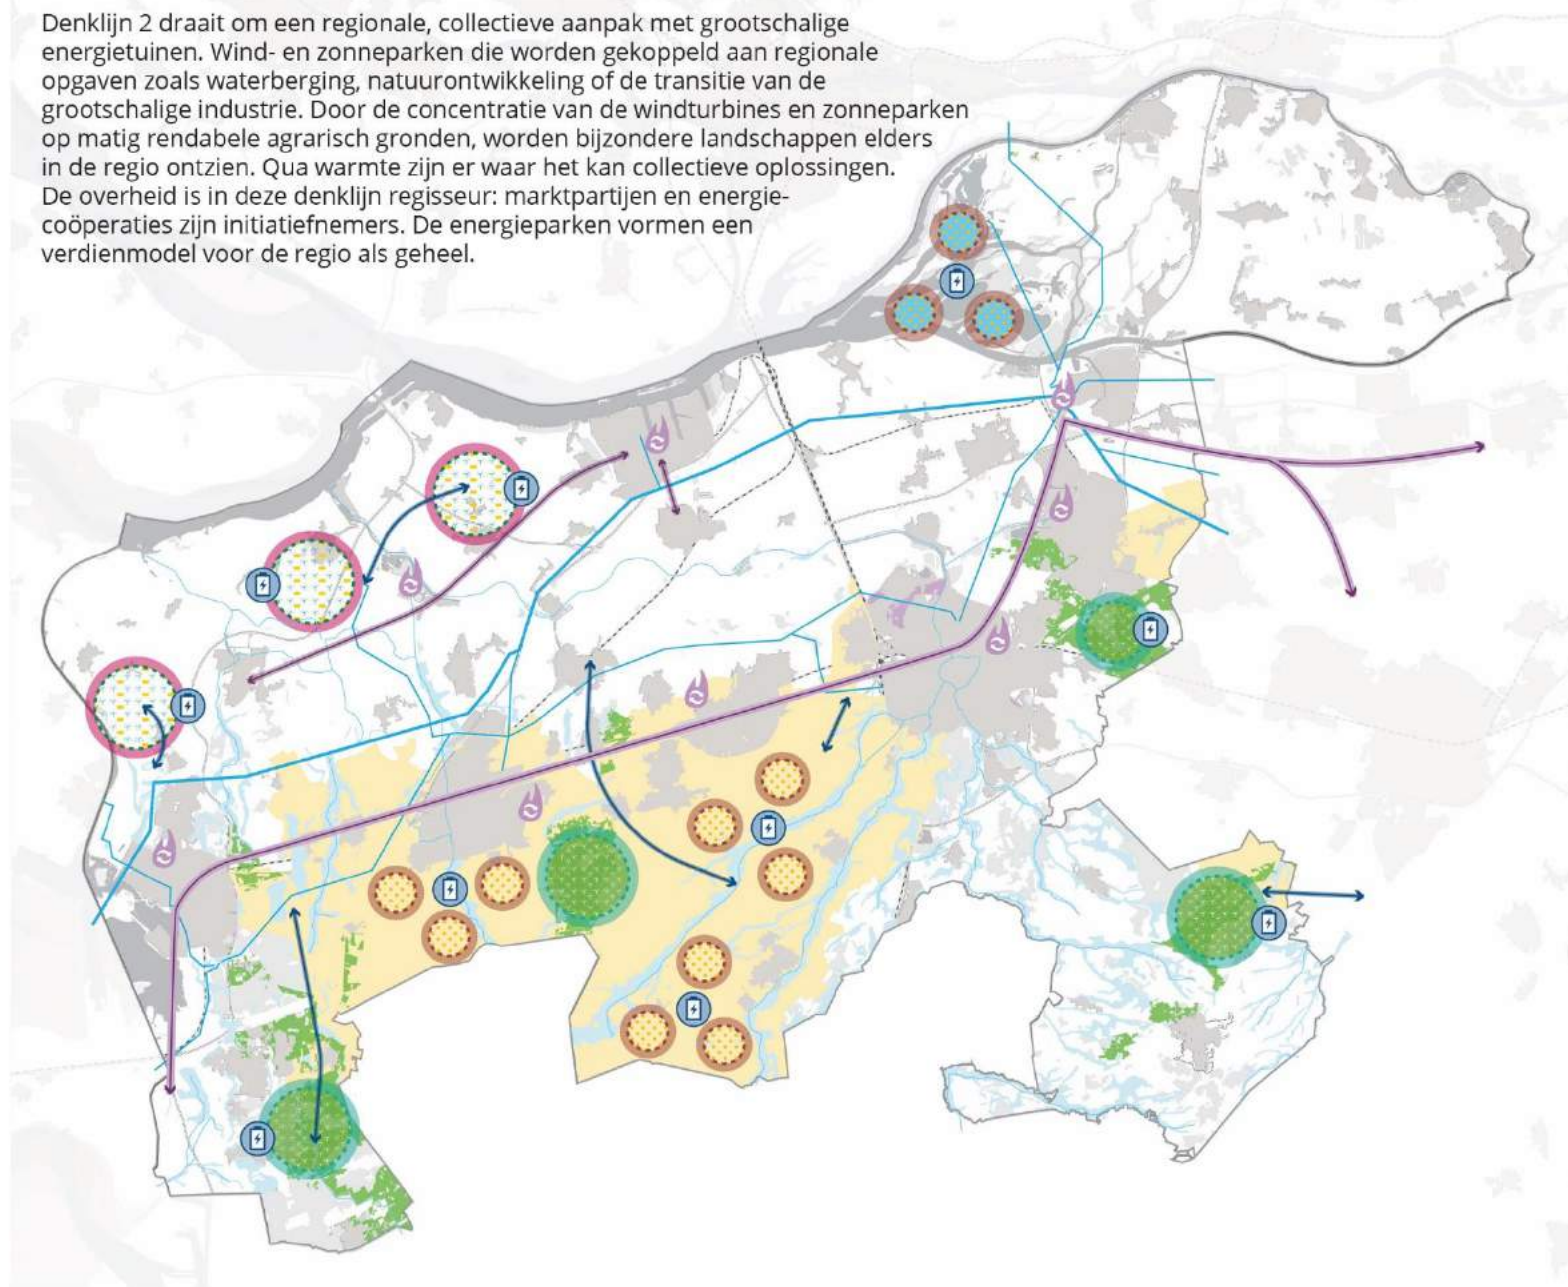 Denklijn 2 draait om een regionale, collectieve aanpak met grootschalige
energietuinen. Wind- en zonneparken die worden gekoppeld aan regionale
opgaven zoals waterberging, natuurontwikkeling of de transitie van de
grootschalige industrie. Door de concentratie van de windturbines en zonneparken
op matig rendabele agrarisch gronden, worden bijzondere landschappen elders
in de regio ontzien. Qua warmte zijn er waar het kan collectieve oplossingen.
De overheid is in deze denklijn regisseur: marktpartijen en energie-
coöperaties zijn initiatiefnemers. De energieparken vormen een
verdienmodel voor de regio als geheel.